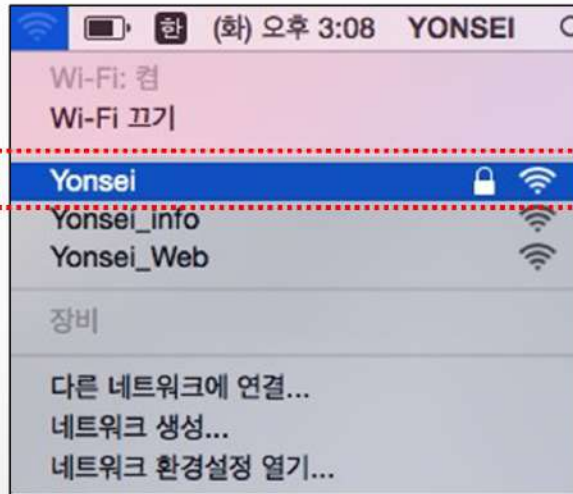 한 (화) 오후 3:08 YONSEI
Wi-Fi: 켬
Wi-Fi 끄기
Yonsei
Yonsei_info
Yonsei_Web
장비
다른 네트워크에 연결...
네트워크 생성...
네트워크 환경설정 열기...